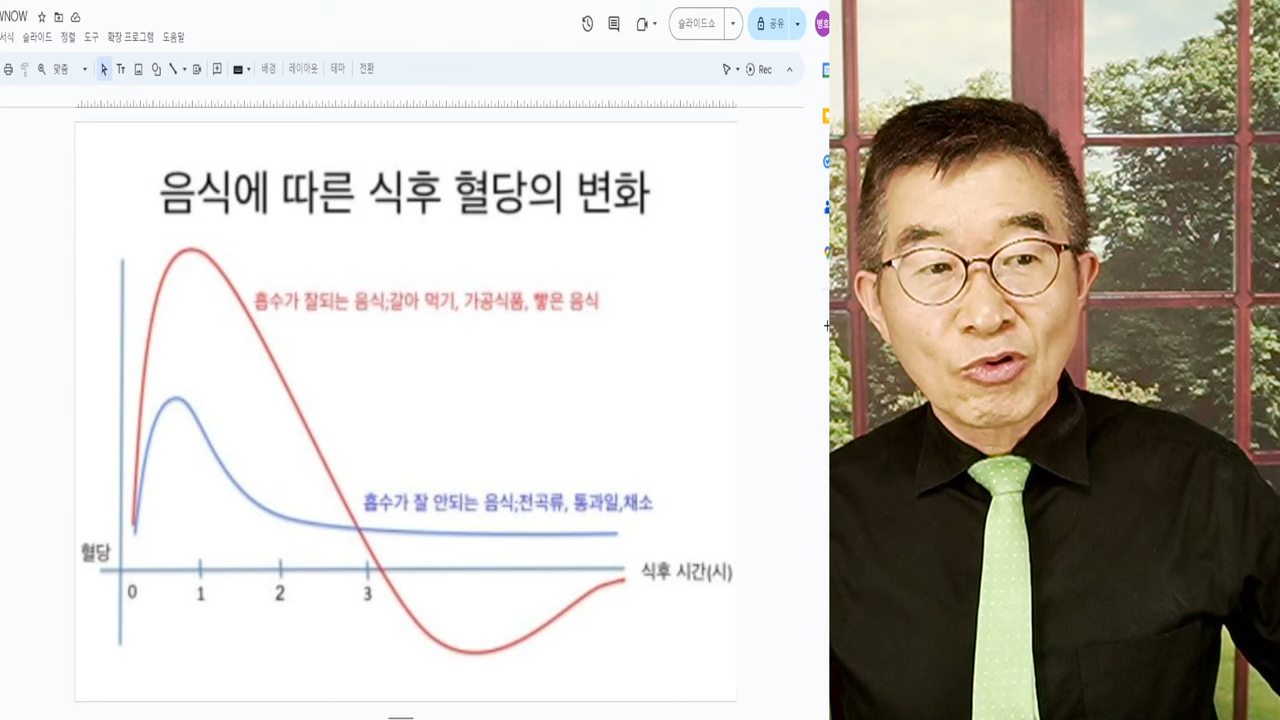 WNOW
서식 슬라이드 정렬 도구 확장 프로그램 도움말
슬라이드쇼
공유
병호
맞춤
배경 레이아웃 테마 전환
Rec
음식에 따른 식후 혈당의 변화
흡수가 잘되는 음식;갈아 먹기, 가공식품, 빻은 음식
흡수가 잘 안되는 음식;전곡류, 통과일,채소
혈당
식후 시간(시)
0 1 2 3